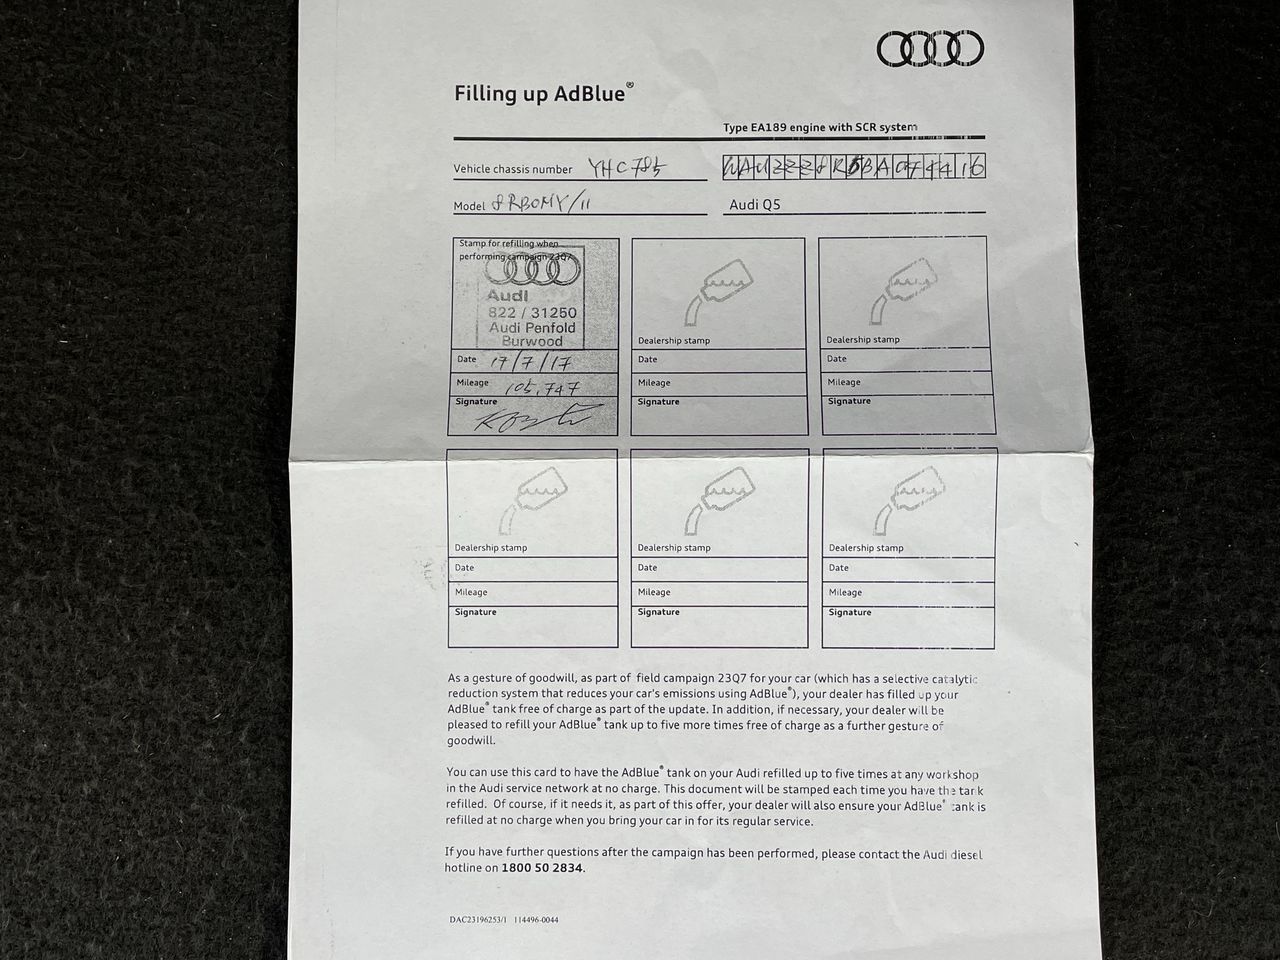 Filling up AdBlue®
Type EA189 engine with SCR system
Vehicle chassis number YHC785
WAUZZZ8R5BA074416
Model 8RB0MY/11
Audi Q5
Stamp for refilling when
performing campaign 23Q7
Audi
822 / 31250
Audi Penfold
Burwood
Date 17/7/17
Mileage 105,747
Signature
Dealership stamp
Date
Mileage
Signature
Dealership stamp
Date
Mileage
Signature
Dealership stamp
Date
Mileage
Signature
Dealership stamp
Date
Mileage
Signature
Dealership stamp
Date
Mileage
Signature
As a gesture of goodwill, as part of field campaign 23Q7 for your car (which has a selective catalytic
reduction system that reduces your car's emissions using AdBlue®), your dealer has filled up your
AdBlue® tank free of charge as part of the update. In addition, if necessary, your dealer will be
pleased to refill your AdBlue® tank up to five more times free of charge as a further gesture of
goodwill.
You can use this card to have the AdBlue® tank on your Audi refilled up to five times at any workshop
in the Audi service network at no charge. This document will be stamped each time you have the tank
refilled. Of course, if it needs it, as part of this offer, your dealer will also ensure your AdBlue® tank is
refilled at no charge when you bring your car in for its regular service.
If you have further questions after the campaign has been performed, please contact the Audi diesel
hotline on 1800 50 2834.
DAC23196253/1 114496-0044